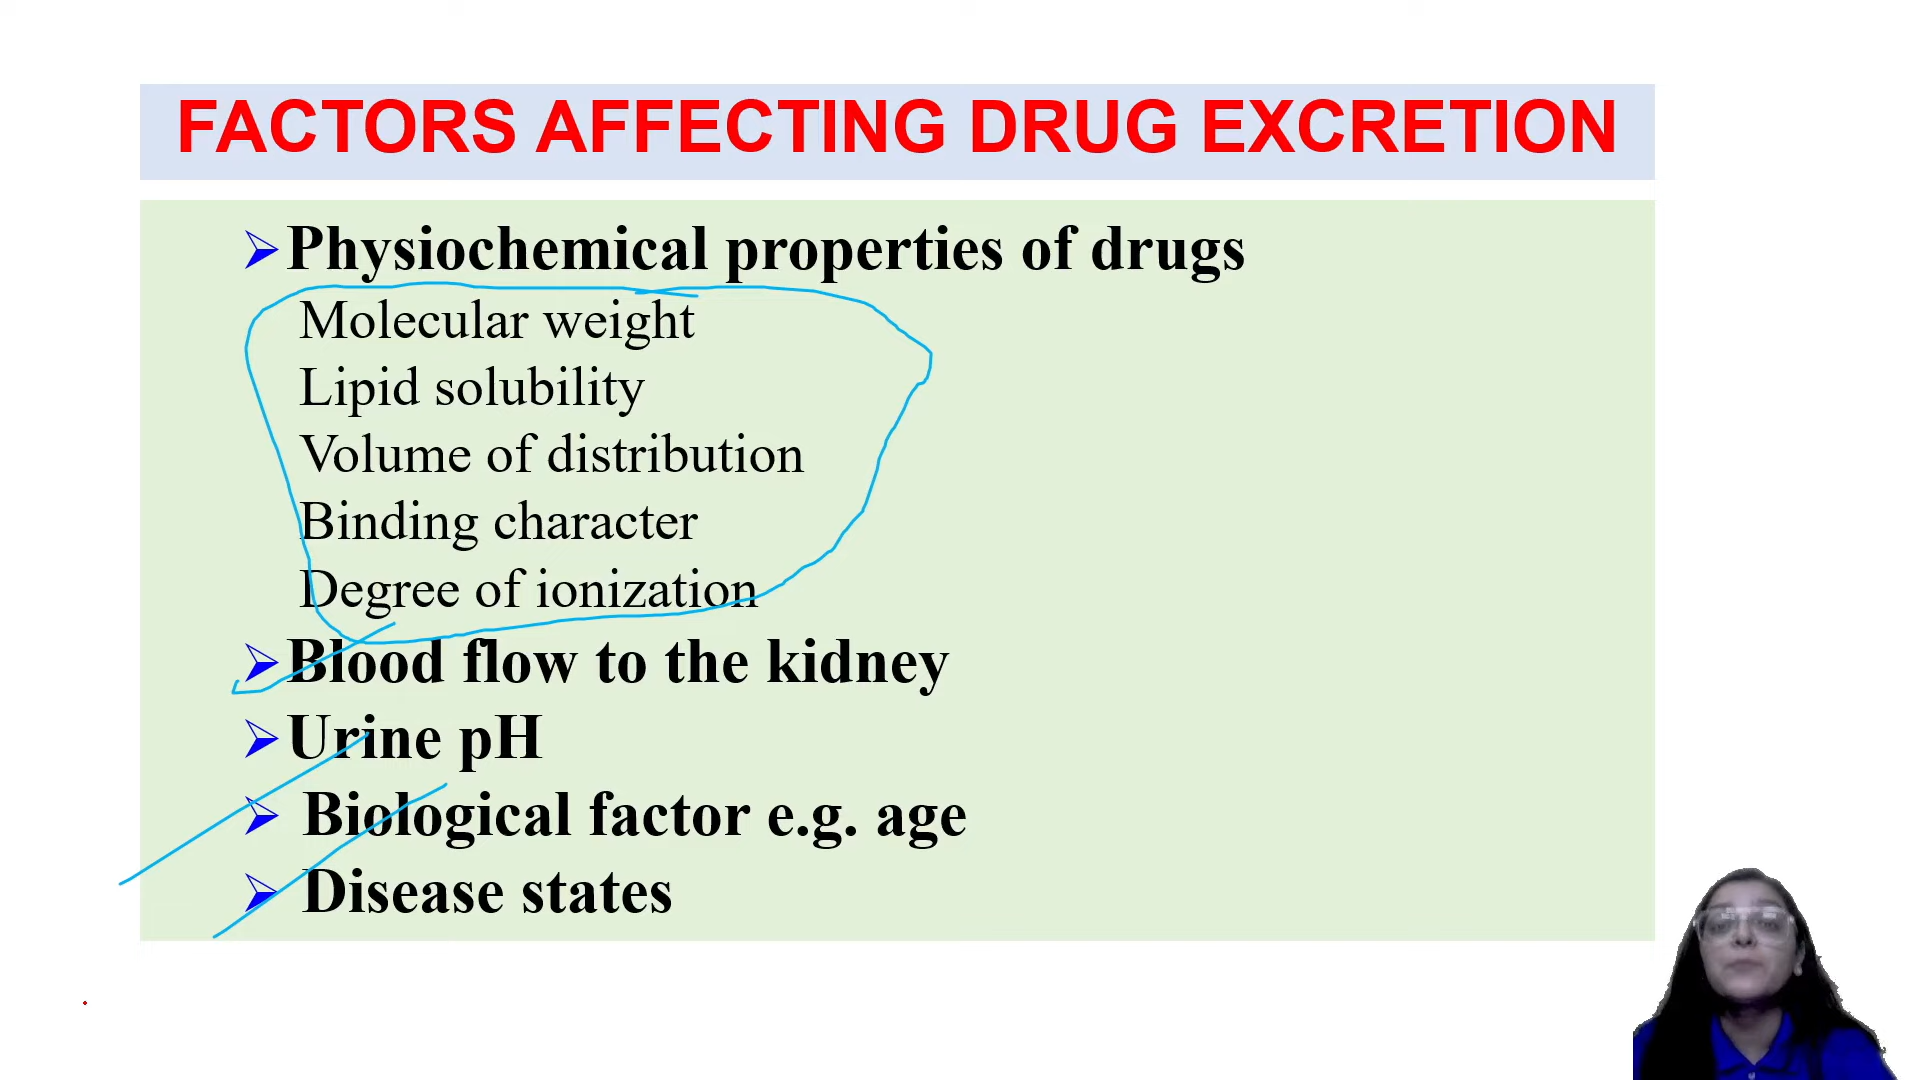 FACTORS AFFECTING DRUG EXCRETION
Physiochemical properties of drugs
Molecular weight
Lipid solubility
Volume of distribution
Binding character
Degree of ionization
Blood flow to the kidney
Urine pH
Biological factor e.g. age
Disease states